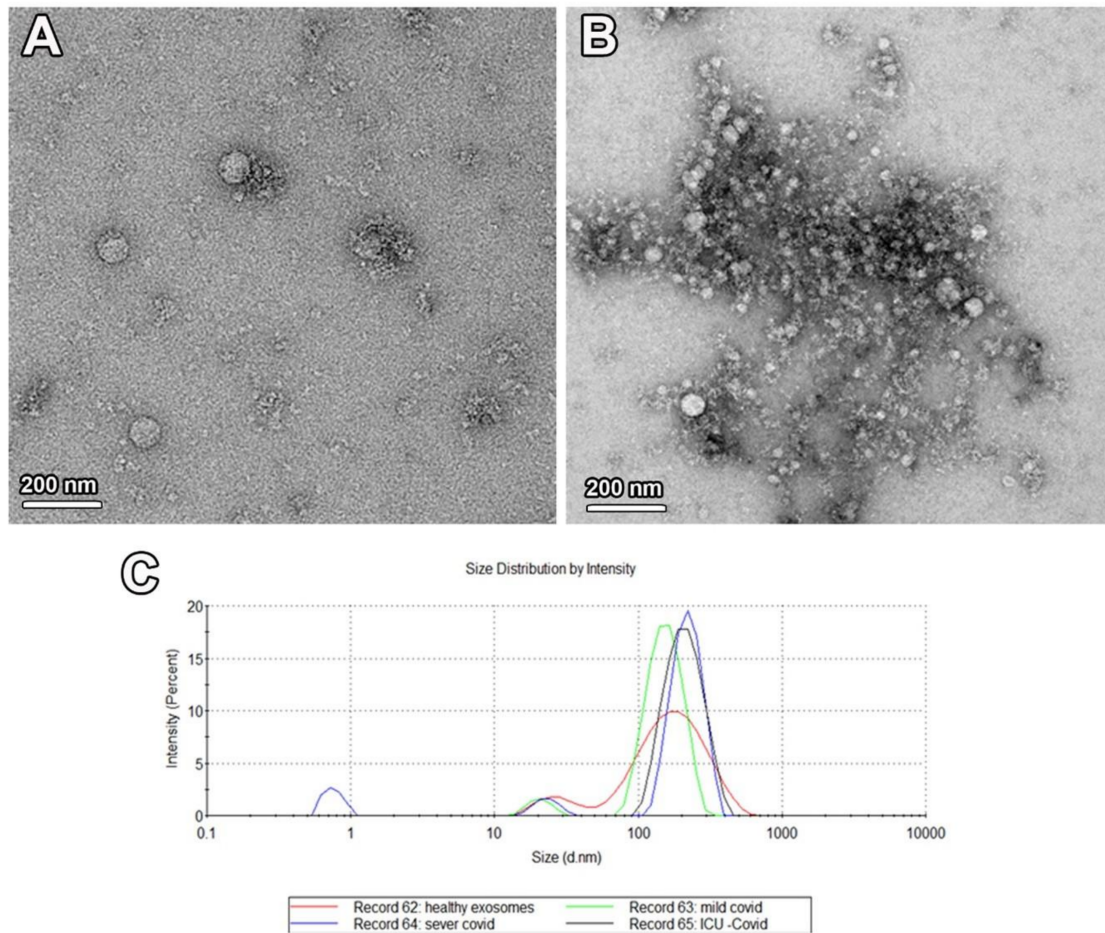 A
B
200 nm
200 nm
C
Size Distribution by Intensity
20
15
10
5
0
Intensity (Percent)
0.1 1 10 100 1000 10000
Size (d.nm)
Record 62: healthy exosomes Record 63: mild covid
Record 64: sever covid Record 65: ICU -Covid